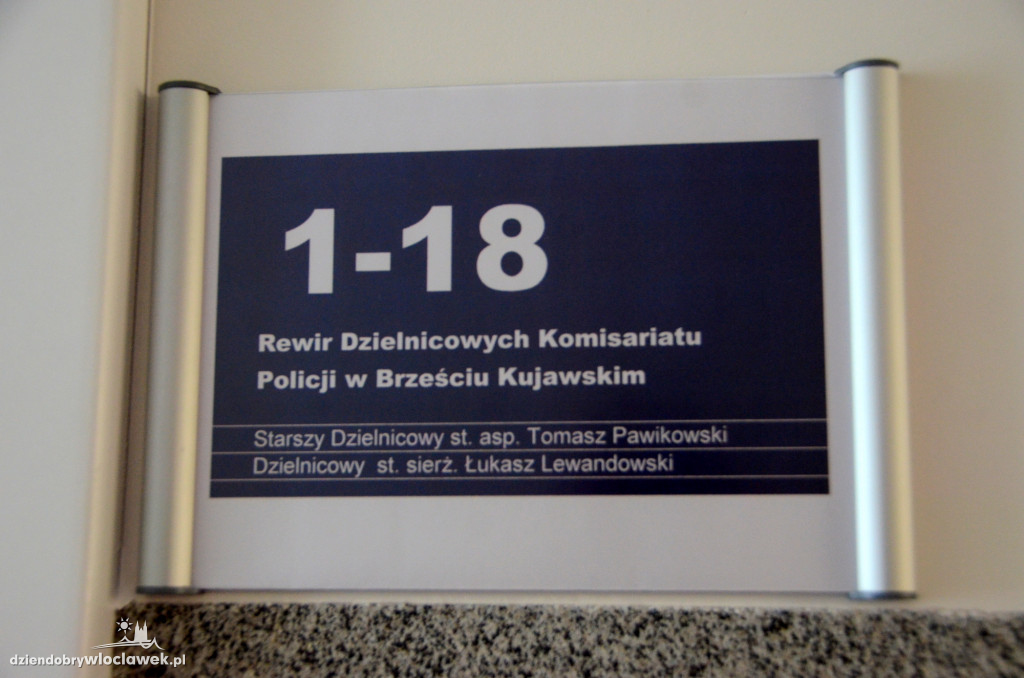 1-18
Rewir Dzielnicowych Komisariatu
Policji w Brześciu Kujawskim
Starszy Dzielnicowy st. asp. Tomasz Pawikowski
Dzielnicowy st. sierż. Łukasz Lewandowski
dziendobrywloclawek.pl